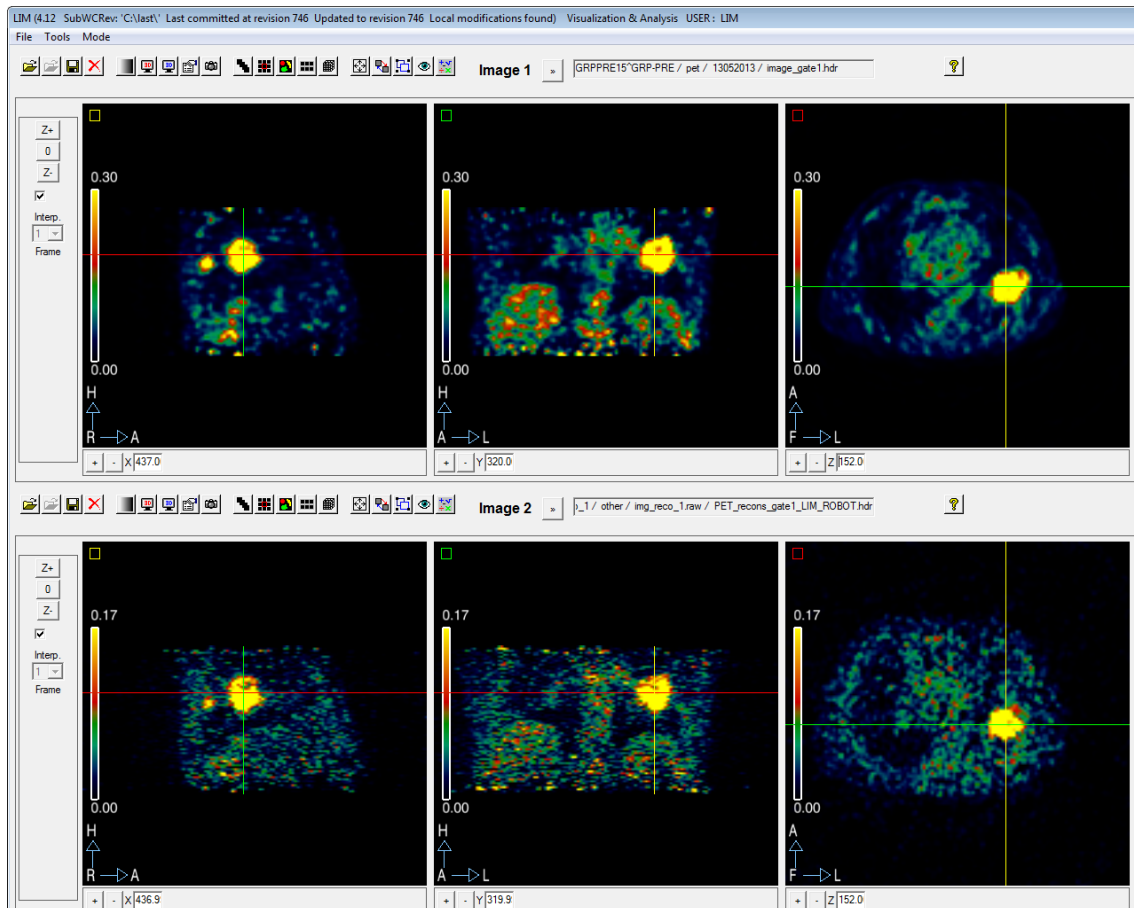 LIM (4.12 SubWCRev: 'C:\last\' Last committed at revision 746 Updated to revision 746 Local modifications found) Visualization & Analysis USER : LIM
File Tools Mode
Image 1 » GRPPRE15^GRP-PRE / pet / 13052013 / image_gate1.hdr ?
Z+
0
Z-
Interp.
1
Frame
0.30
0.00
H
R A
+ - X 437.0
0.30
0.00
H
A L
+ - Y 320.0
0.30
0.00
A
F L
+ - Z 152.0
Image 2 » _1 / other / img_reco_1.raw / PET_recons_gate1_LIM_ROBOT.hdr ?
Z+
0
Z-
Interp.
1
Frame
0.17
0.00
H
R A
+ - X 436.9
0.17
0.00
H
A L
+ - Y 319.9
0.17
0.00
A
F L
+ - Z 152.0